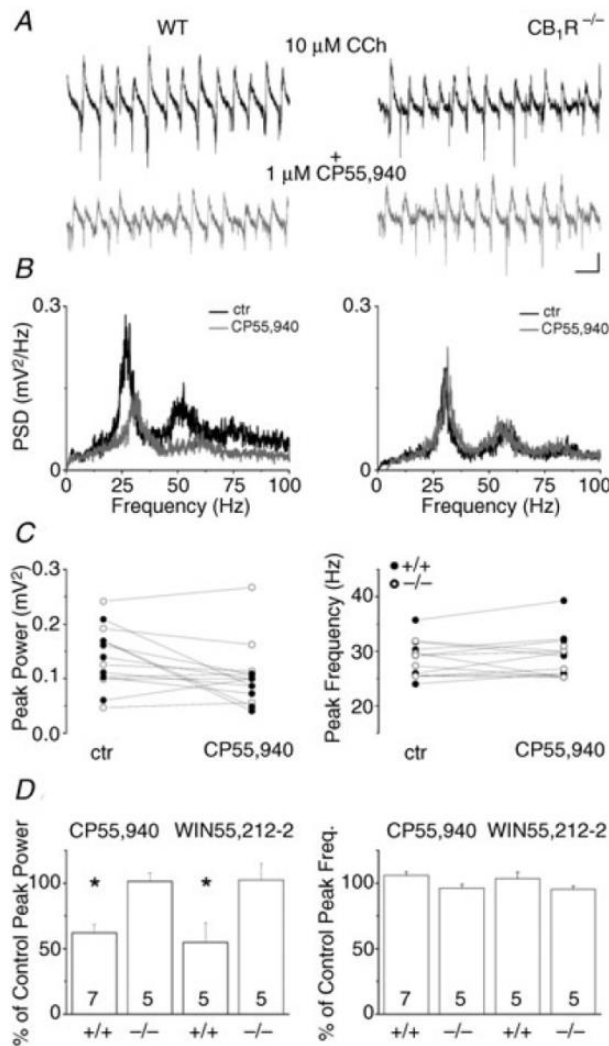 A
WT
CB1R−/−
10 μM CCh
+
1 μM CP55,940
B
0.3
ctr
CP55,940
PSD (mV²/Hz)
0
0 25 50 75 100
Frequency (Hz)
0.3
ctr
CP55,940
0
0 25 50 75 100
Frequency (Hz)
C
Peak Power (mV²)
0.3
0.2
0.1
0.0
ctr CP55,940
Peak Frequency (Hz)
+/+
−/−
40
30
20
ctr CP55,940
D
CP55,940 WIN55,212-2
% of Control Peak Power
100
50
0
* *
7 5 5 5
+/+ −/− +/+ −/−
CP55,940 WIN55,212-2
% of Control Peak Freq.
100
50
0
7 5 5 5
+/+ −/− +/+ −/−